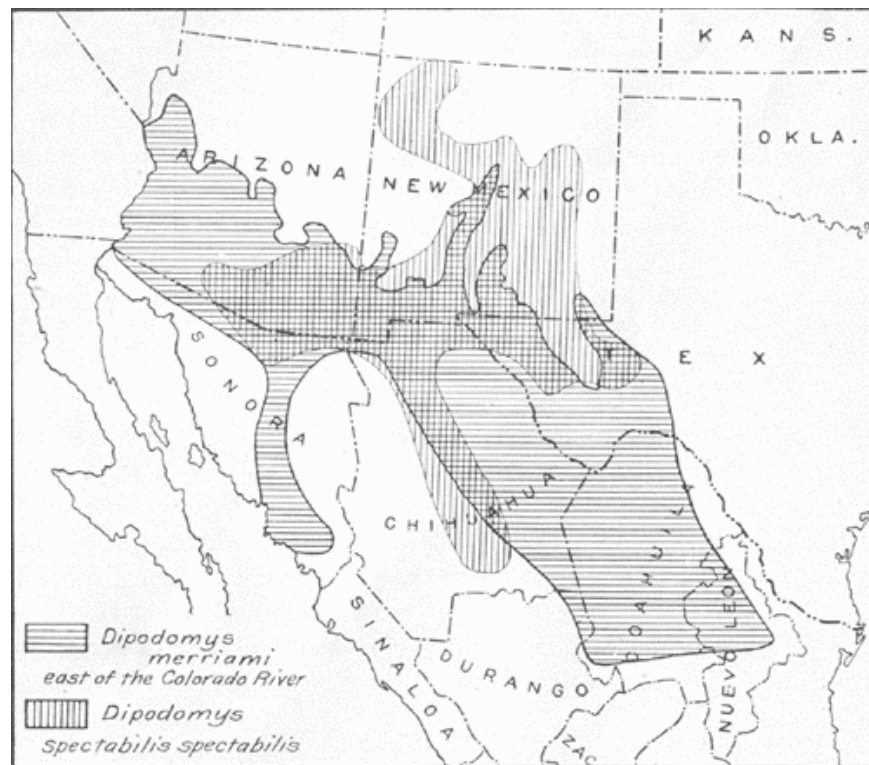 KANS.
OKLA.
ARIZONA
NEW MEXICO
TEX
SONORA
CHIHUAHUA
COAHUILA
NUEVO LEON
SINALOA
DURANGO
ZAC.
Dipodomys
merriami
east of the Colorado River
Dipodomys
spectabilis spectabilis